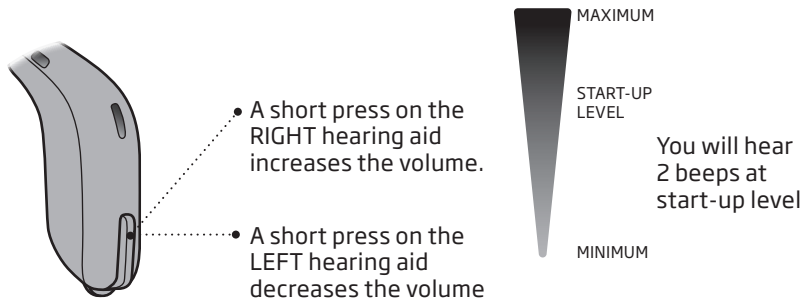 A short press on the
RIGHT hearing aid
increases the volume.
A short press on the
LEFT hearing aid
decreases the volume
MAXIMUM
START-UP
LEVEL
MINIMUM
You will hear
2 beeps at
start-up level